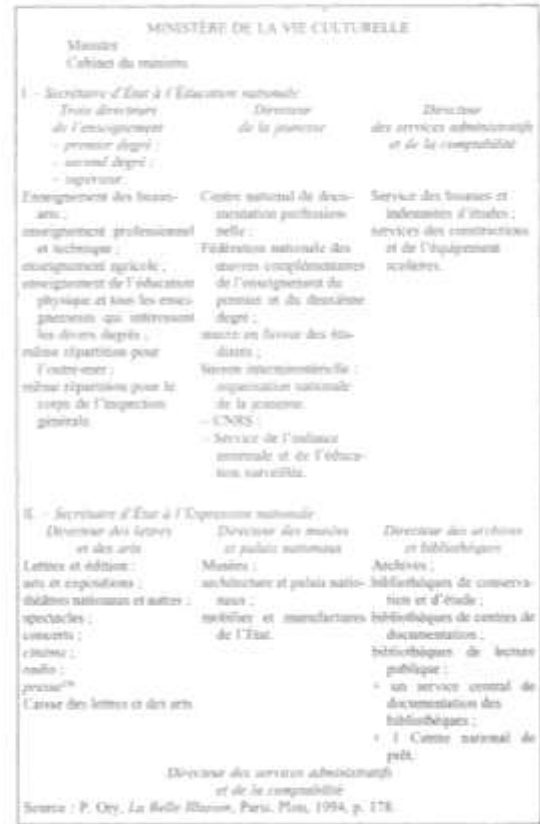 MINISTÈRE DE LA VIE CULTURELLE
Ministre
Cabinet du ministre
I. – Secrétaire d'État à l'Éducation nationale
Trois directeurs
de l'enseignement
- premier degré ;
- second degré ;
- supérieur.
Enseignement des beaux-
arts ;
enseignement professionnel
et technique ;
enseignement agricole ;
enseignement de l'éducation
physique et tous les ensei-
gnements qui intéressent
les divers degrés ;
même répartition pour
l'outre-mer ;
même répartition pour le
corps de l'inspection
générale.
Directeur
de la jeunesse
Centre national de docu-
mentation profession-
nelle ;
Fédération nationale des
œuvres complémentaires
de l'enseignement du
premier et du deuxième
degré ;
œuvre en faveur des étu-
diants ;
interministérielle :
organisation nationale
de la jeunesse.
– CNRS ;
– Service de l'enfance
anormale et de l'éduca-
tion surveillée.
Directeur
des services administratifs
et de la comptabilité
Service des bourses et
indemnités d'études ;
services des constructions
et de l'équipement
scolaires.
II. – Secrétaire d'État à l'Expression nationale
Directeur des lettres
et des arts
Lettres et édition ;
arts et expositions ;
théâtres nationaux et autres ;
spectacles ;
concerts ;
cinéma ;
radio ;
presse
Caisse des lettres et des arts
Directeur des musées
et palais nationaux
Musées ;
architecture et palais natio-
naux ;
mobilier et manufactures
de l'État.
Directeur des archives
et bibliothèques
Archives ;
bibliothèques de conserva-
tion et d'étude ;
bibliothèques de centres de
documentation ;
bibliothèques de lecture
publique :
• un service central de
documentation des
bibliothèques ;
• 1 Centre national de
prêt.
Directeur des services administratifs
et de la comptabilité
Source : P. Ory, La Belle Illusion, Paris, Plon, 1994, p. 178.